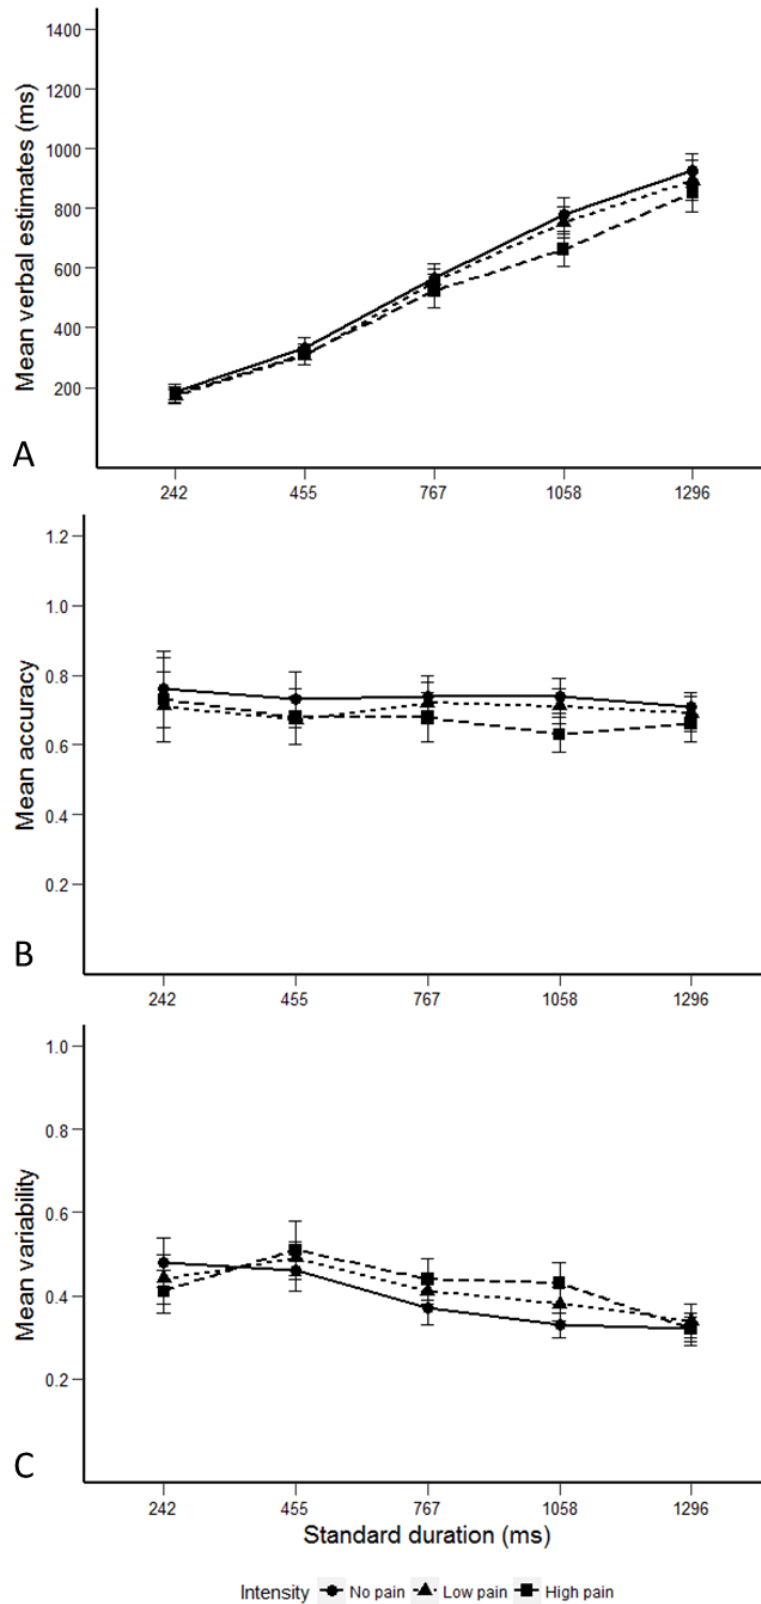 Mean verbal estimates (ms)
1400
1200
1000
800
600
400
200
A
242 455 767 1058 1296
Mean accuracy
1.2
1.0
0.8
0.6
0.4
0.2
B
242 455 767 1058 1296
Mean variability
1.0
0.8
0.6
0.4
0.2
C
242 455 767 1058 1296
Standard duration (ms)
Intensity No pain Low pain High pain